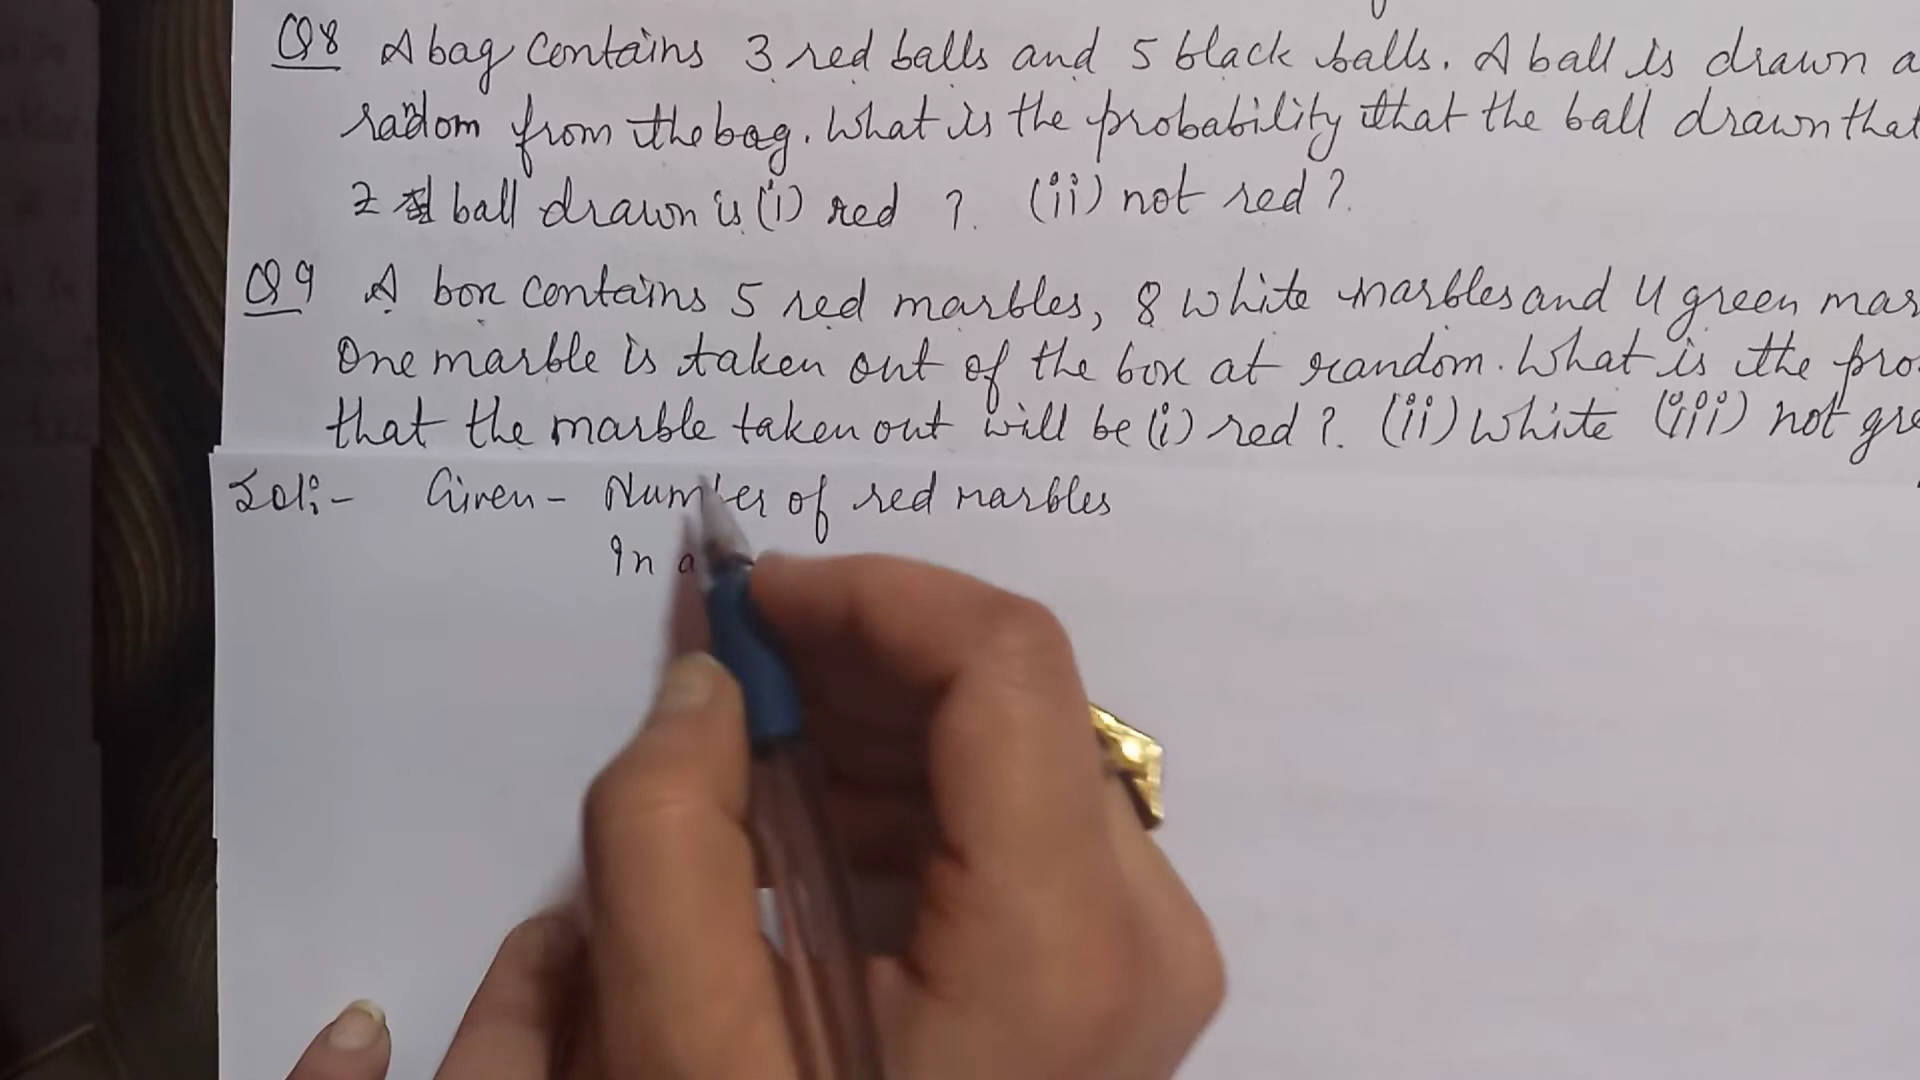 Q8 A bag contains 3 red balls and 5 black balls. A ball is drawn a
random from the bag. What is the probability that the ball drawn that
ball drawn is (i) red ? (ii) not red ?.
Q9 A box contains 5 red marbles, 8 white marbles and 4 green mar
One marble is taken out of the box at random. What is the pro
that the marble taken out will be (i) red ?. (ii) White (iii) not gre
Sol:- Given - Number of red marbles
In a